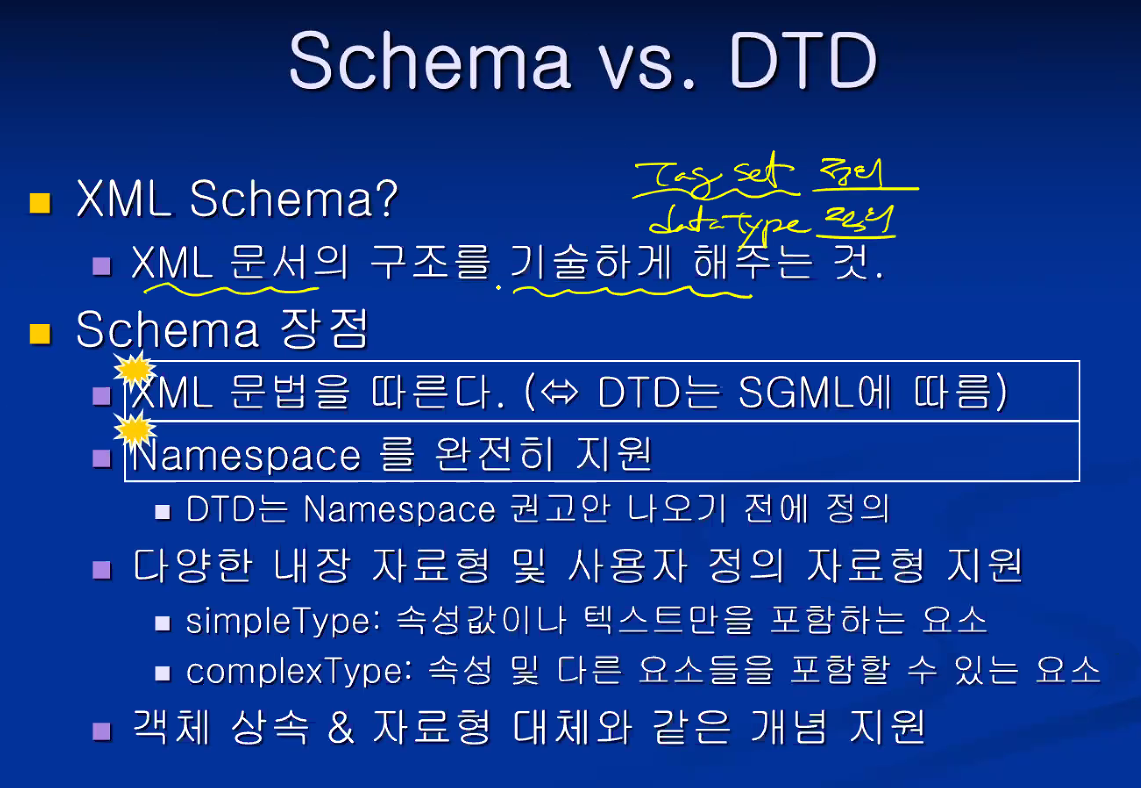 Schema vs. DTD
Tag set 정의
XML Schema?
dataType 정의
XML 문서의 구조를 기술하게 해주는 것.
Schema 장점
XML 문법을 따른다. (⇔ DTD는 SGML에 따름)
Namespace 를 완전히 지원
DTD는 Namespace 권고안 나오기 전에 정의
다양한 내장 자료형 및 사용자 정의 자료형 지원
simpleType: 속성값이나 텍스트만을 포함하는 요소
complexType: 속성 및 다른 요소들을 포함할 수 있는 요소
객체 상속 & 자료형 대체와 같은 개념 지원